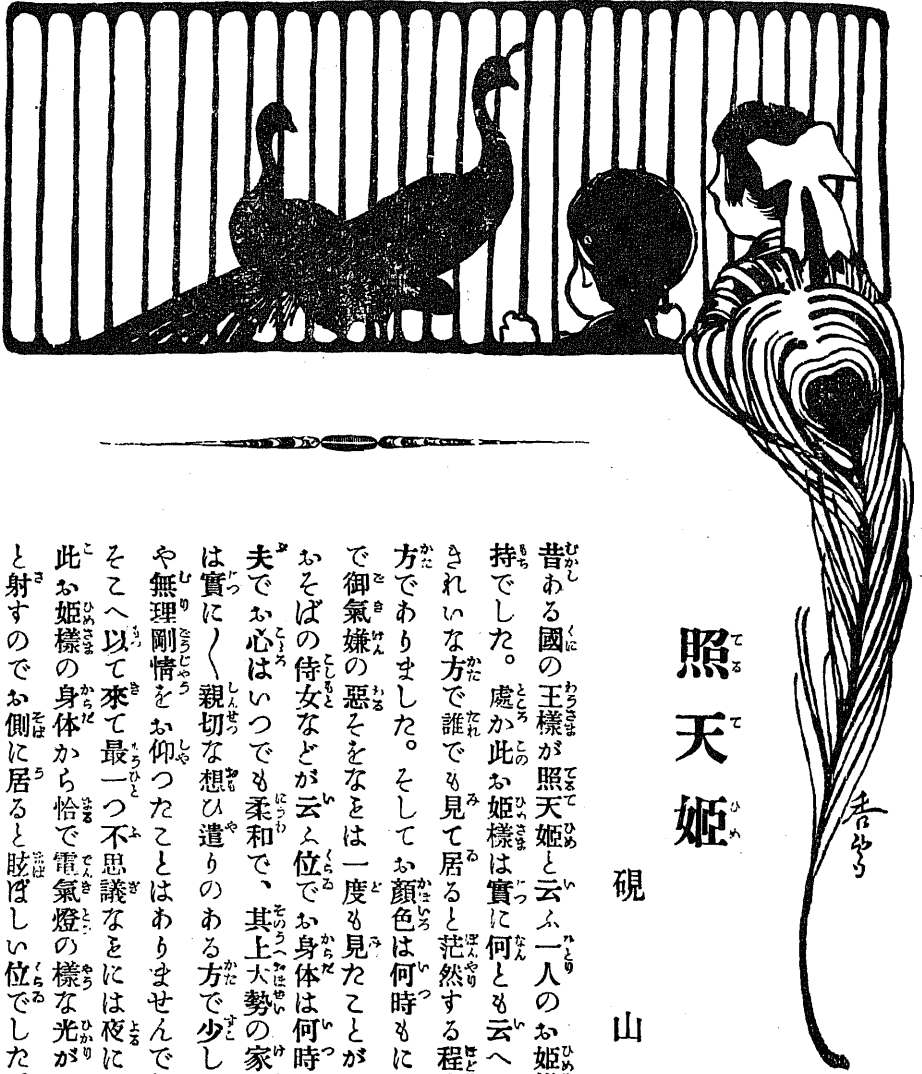 照天姫
硯山
昔ある國の王樣が照天姫と云ふ一人のお姫
持でした。處か此お姫樣は實に何とも云へ
きれいな方で誰でも見て居ると茫然する程
方でありました。そしてお顏色は何時もに
で御氣嫌の惡そをなをは一度も見たことが
おそばの侍女などが云ふ位でお身体は何時
夫でお心はいつでも柔和で、其上大勢の家
は實に〱親切な想ひ遣りのある方で少し
や無理剛情をお仰つたことはありませんで
そこへ以て來て最一つ不思議なをには夜に
此お姫樣の身体から恰で電氣燈の樣な光が
と射すのでお側に居ると眩ぼしい位でした。